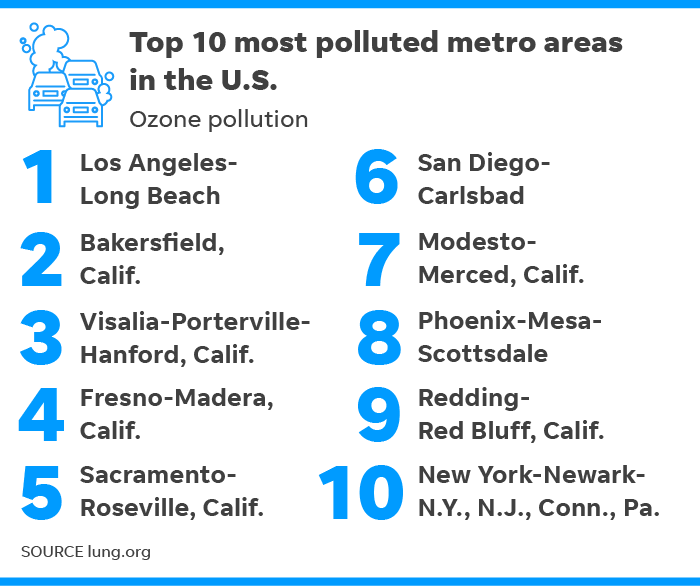 Top 10 most polluted metro areas
in the U.S.
Ozone pollution
1 Los Angeles-
Long Beach
2 Bakersfield,
Calif.
3 Visalia-Porterville-
Hanford, Calif.
4 Fresno-Madera,
Calif.
5 Sacramento-
Roseville, Calif.
6 San Diego-
Carlsbad
7 Modesto-
Merced, Calif.
8 Phoenix-Mesa-
Scottsdale
9 Redding-
Red Bluff, Calif.
10 New York-Newark-
N.Y., N.J., Conn., Pa.
SOURCE lung.org